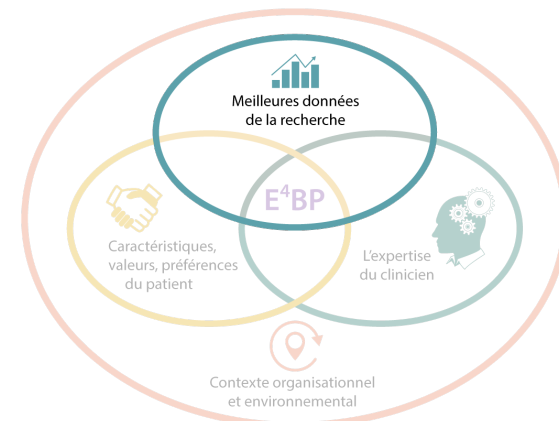 Meilleures données
de la recherche
E⁴BP
Caractéristiques,
valeurs, préférences
du patient
L'expertise
du clinicien
Contexte organisationnel
et environnemental